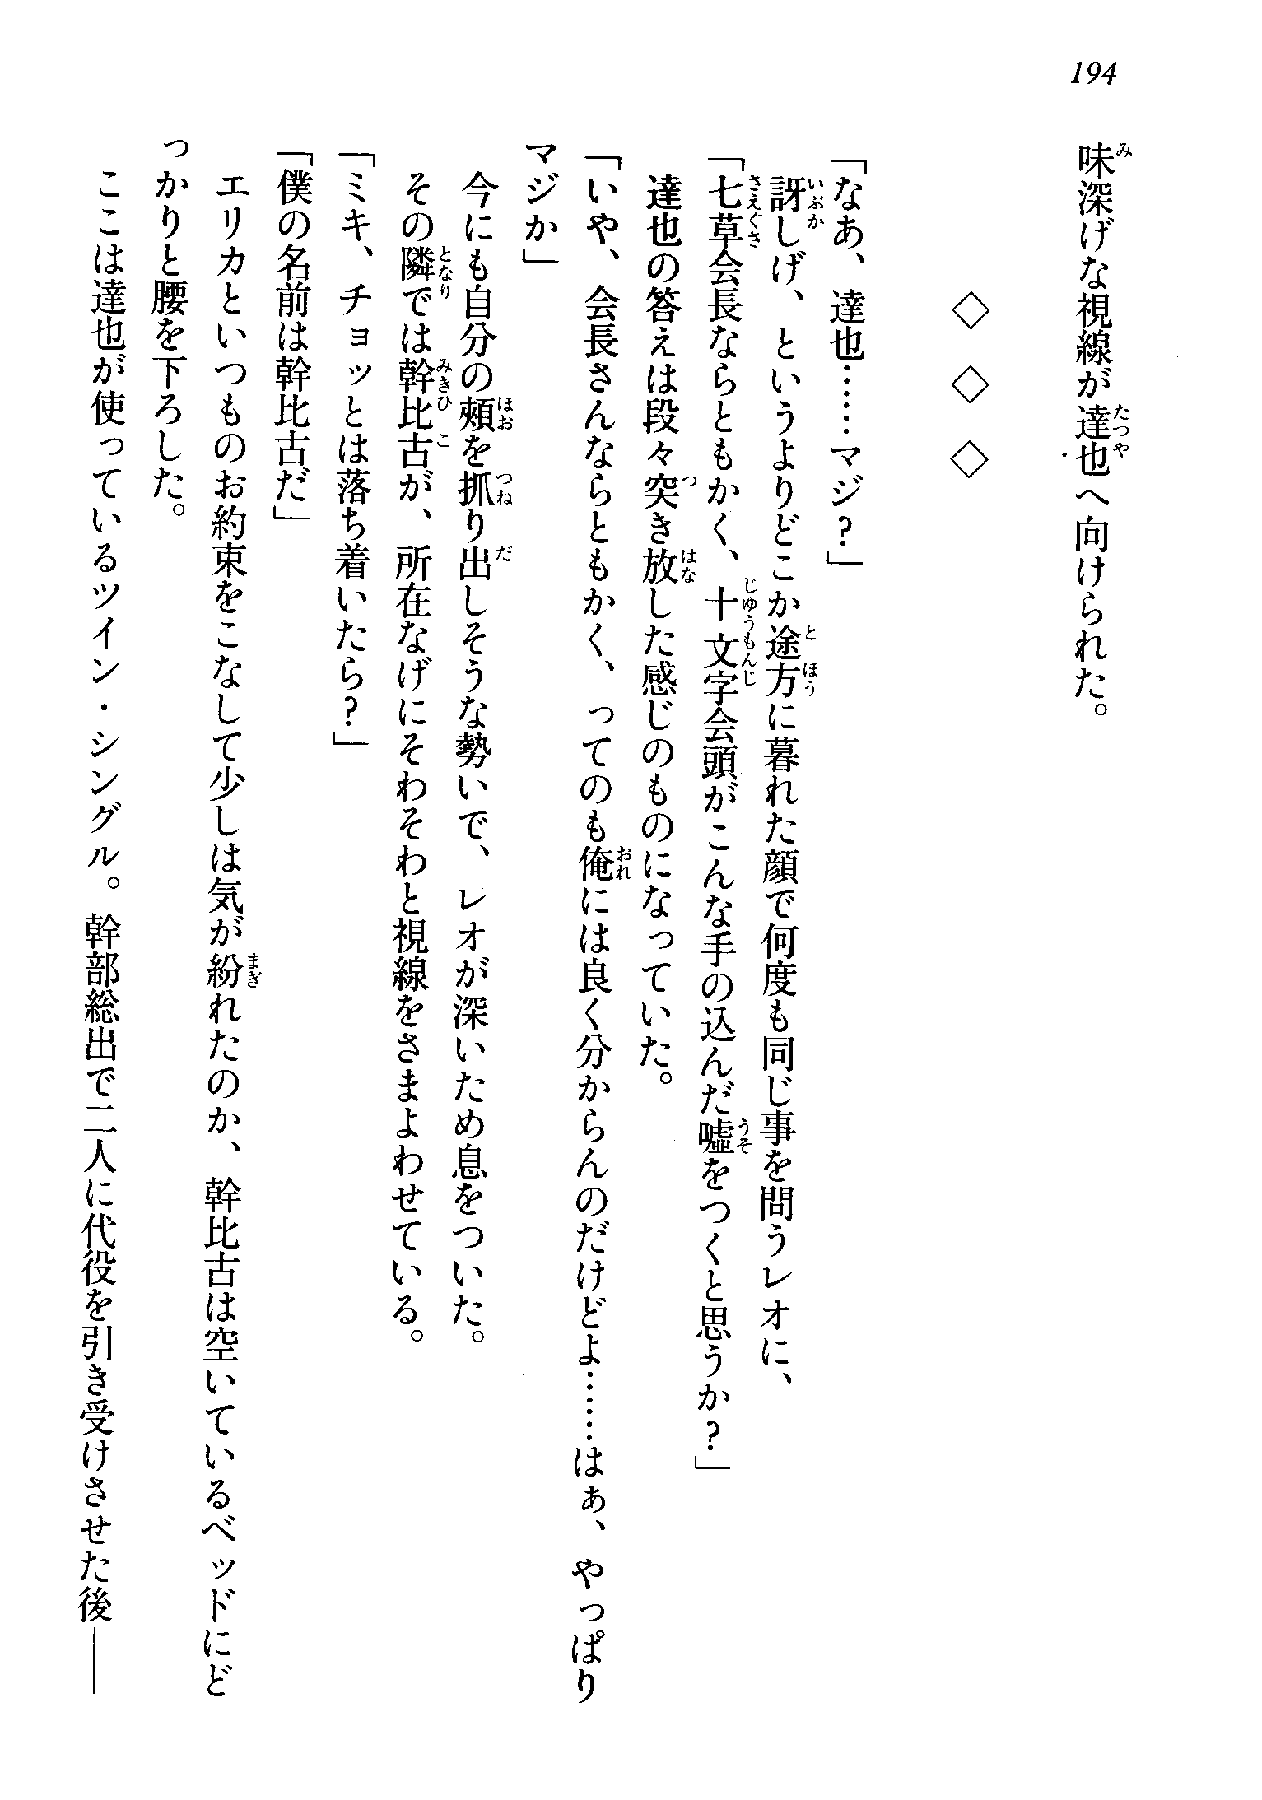 194
味深げな視線が達也へ向けられた。
◇ ◇ ◇
「なあ、達也……マジ？」
訝しげ、というよりどこか途方に暮れた顔で何度も同じ事を問うレオに、
「七草会長ならともかく、十文字会頭がこんな手の込んだ嘘をつくと思うか？」
達也の答えは段々突き放した感じのものになっていた。
「いや、会長さんならともかく、ってのも俺には良く分からんのだけどよ……はぁ、やっぱり
マジか」
今にも自分の頰を抓り出しそうな勢いで、レオが深いため息をついた。
その隣では幹比古が、所在なげにそわそわと視線をさまよわせている。
「ミキ、チョッとは落ち着いたら？」
「僕の名前は幹比古だ」
エリカといつものお約束をこなして少しは気が紛れたのか、幹比古は空いているベッドにど
っかりと腰を下ろした。
ここは達也が使っているツイン・シングル。幹部総出で二人に代役を引き受けさせた後──